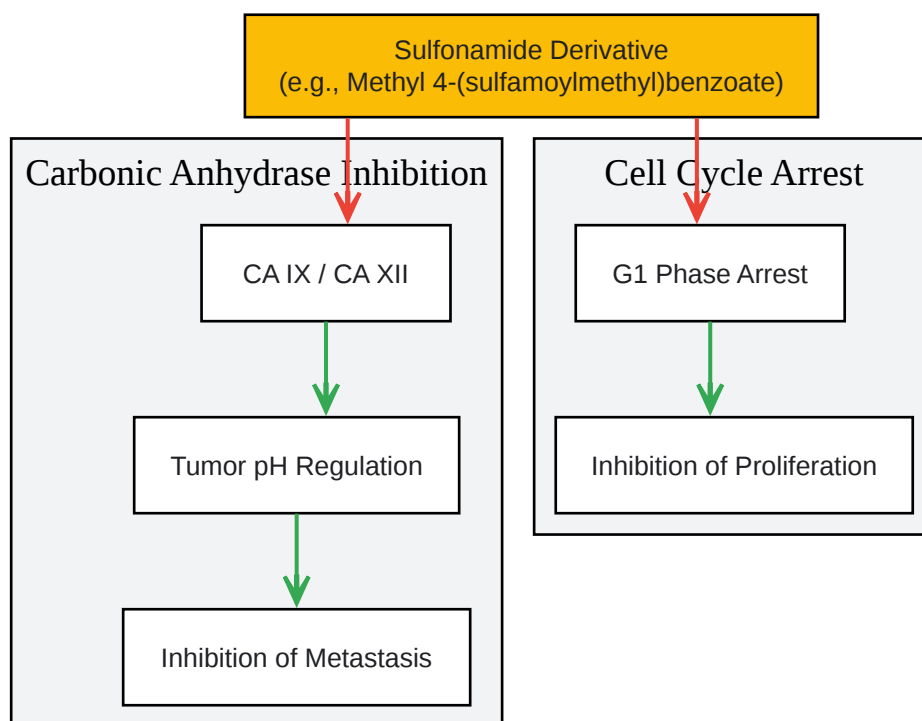 Sulfonamide Derivative
(e.g., Methyl 4-(sulfamoylmethyl)benzoate)
Carbonic Anhydrase Inhibition
CA IX / CA XII
Tumor pH Regulation
Inhibition of Metastasis
Cell Cycle Arrest
G1 Phase Arrest
Inhibition of Proliferation